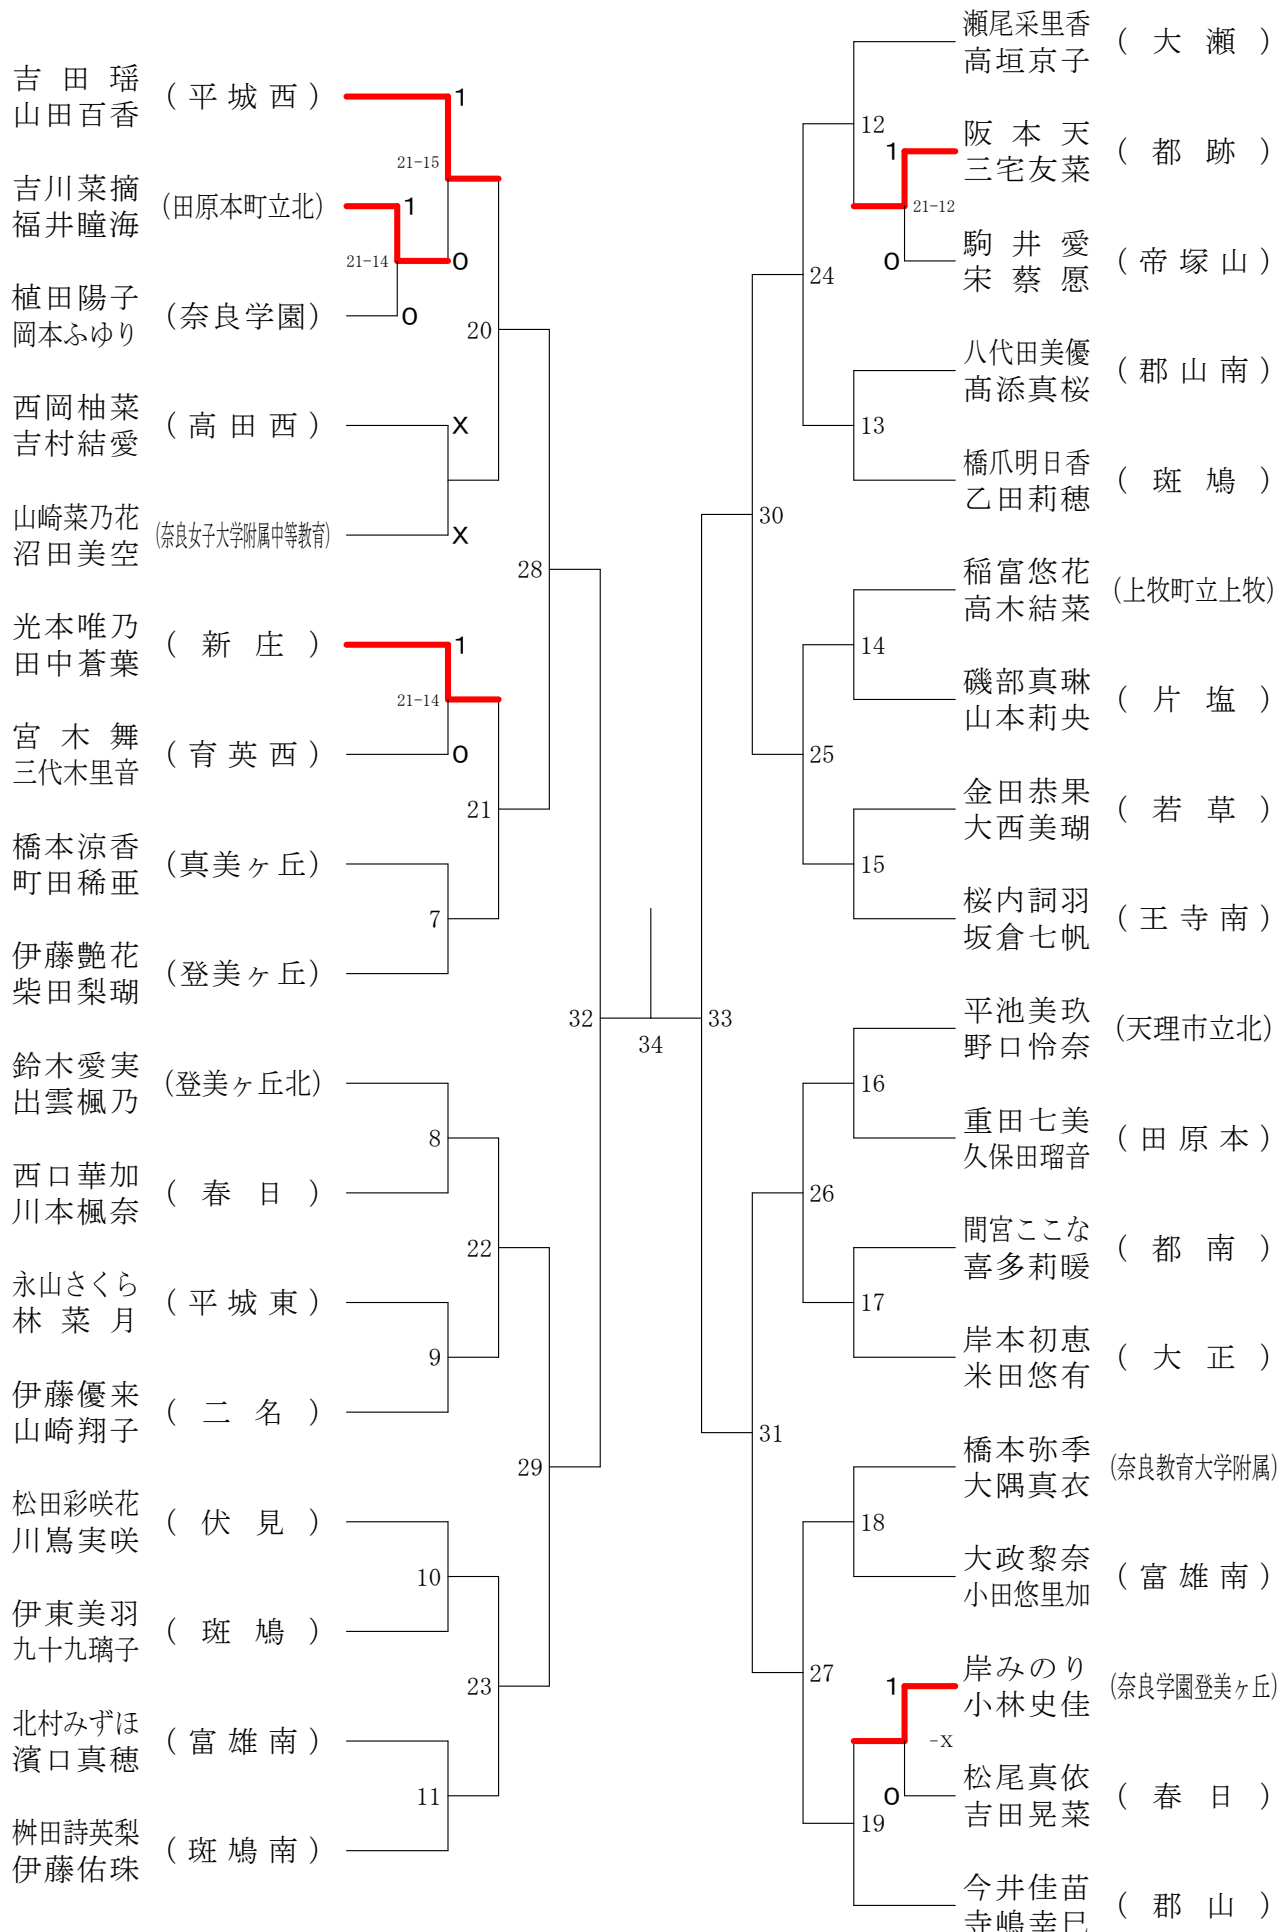 吉田瑶
山田百香
(平城西)
1
21-15
吉川菜摘
福井瞳海
(田原本町立北)
1
21-14
0
植田陽子
岡本ふゆり
(奈良学園)
0
20
西岡柚菜
吉村結愛
(高田西)
X
山崎菜乃花
沼田美空
(奈良女子大学附属中等教育)
X
28
光本唯乃
田中蒼葉
(新庄)
1
21-14
宮木舞
三代木里音
(育英西)
0
21
橋本涼香
町田稀亜
(真美ヶ丘)
7
伊藤艶花
柴田梨瑚
(登美ヶ丘)
32
34
33
鈴木愛実
出雲楓乃
(登美ヶ丘北)
8
西口華加
川本楓奈
(春日)
22
永山さくら
林菜月
(平城東)
9
伊藤優来
山崎翔子
(二名)
29
松田彩咲花
川嶌実咲
(伏見)
10
伊東美羽
九十九璃子
(斑鳩)
23
北村みずほ
濱口真穂
(富雄南)
11
桝田詩英梨
伊藤佑珠
(斑鳩南)
瀬尾采里香
高垣京子
(大瀬)
12
阪本天
三宅友菜
(都跡)
1
21-12
駒井愛
宋蔡愿
(帝塚山)
0
24
八代田美優
髙添真桜
(郡山南)
13
橋爪明日香
乙田莉穂
(斑鳩)
30
稲富悠花
高木結菜
(上牧町立上牧)
14
磯部真琳
山本莉央
(片塩)
25
金田恭果
大西美瑚
(若草)
15
桜内詞羽
坂倉七帆
(王寺南)
平池美玖
野口怜奈
(天理市立北)
16
重田七美
久保田瑠音
(田原本)
26
間宮ここな
喜多莉暖
(都南)
17
岸本初恵
米田悠有
(大正)
31
橋本弥季
大隅真衣
(奈良教育大学附属)
18
大政黎奈
小田悠里加
(富雄南)
27
岸みのり
小林史佳
(奈良学園登美ヶ丘)
1
-X
松尾真依
吉田晃菜
(春日)
0
19
今井佳苗
寺嶋幸巳
(郡山)